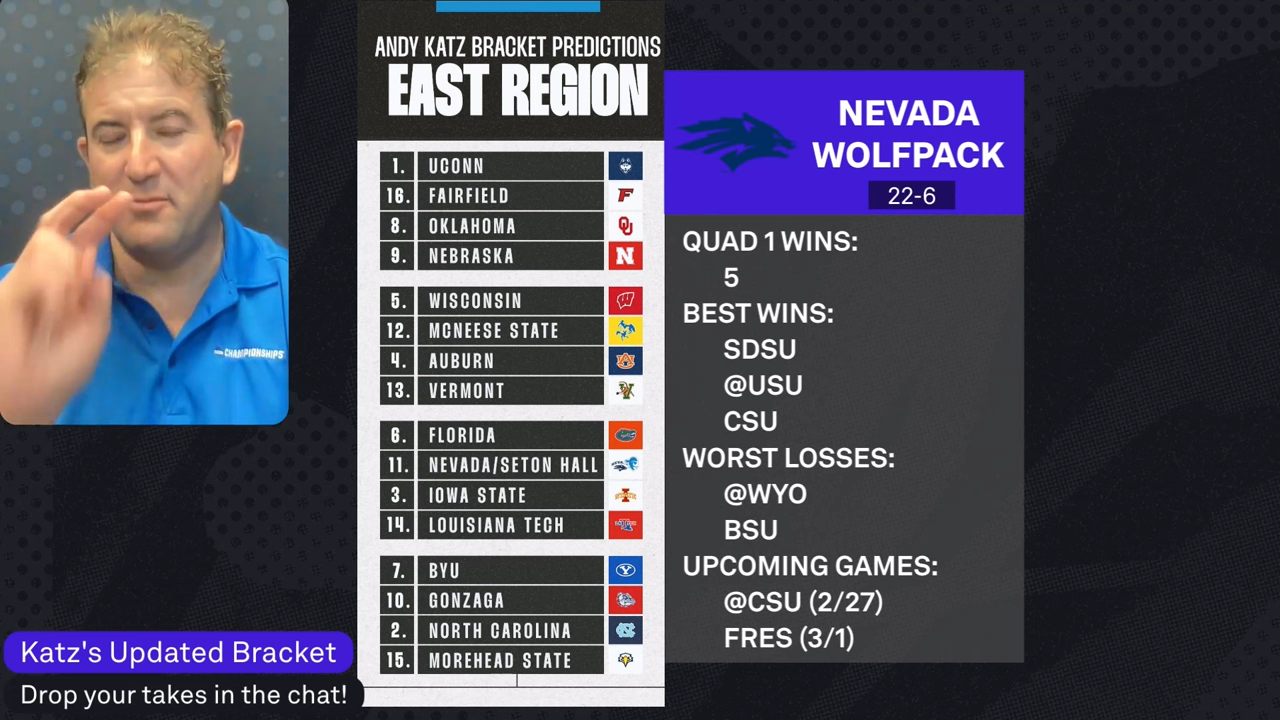 ANDY KATZ BRACKET PREDICTIONS
EAST REGION
1. UCONN
16. FAIRFIELD
8. OKLAHOMA
9. NEBRASKA
5. WISCONSIN
12. MCNEESE STATE
4. AUBURN
13. VERMONT
6. FLORIDA
11. NEVADA/SETON HALL
3. IOWA STATE
14. LOUISIANA TECH
7. BYU
10. GONZAGA
2. NORTH CAROLINA
15. MOREHEAD STATE
NEVADA
WOLFPACK
22-6
QUAD 1 WINS:
5
BEST WINS:
SDSU
@USU
CSU
WORST LOSSES:
@WYO
BSU
UPCOMING GAMES:
@CSU (2/27)
FRES (3/1)
CHAMPIONSHIPS
Katz's Updated Bracket
Drop your takes in the chat!